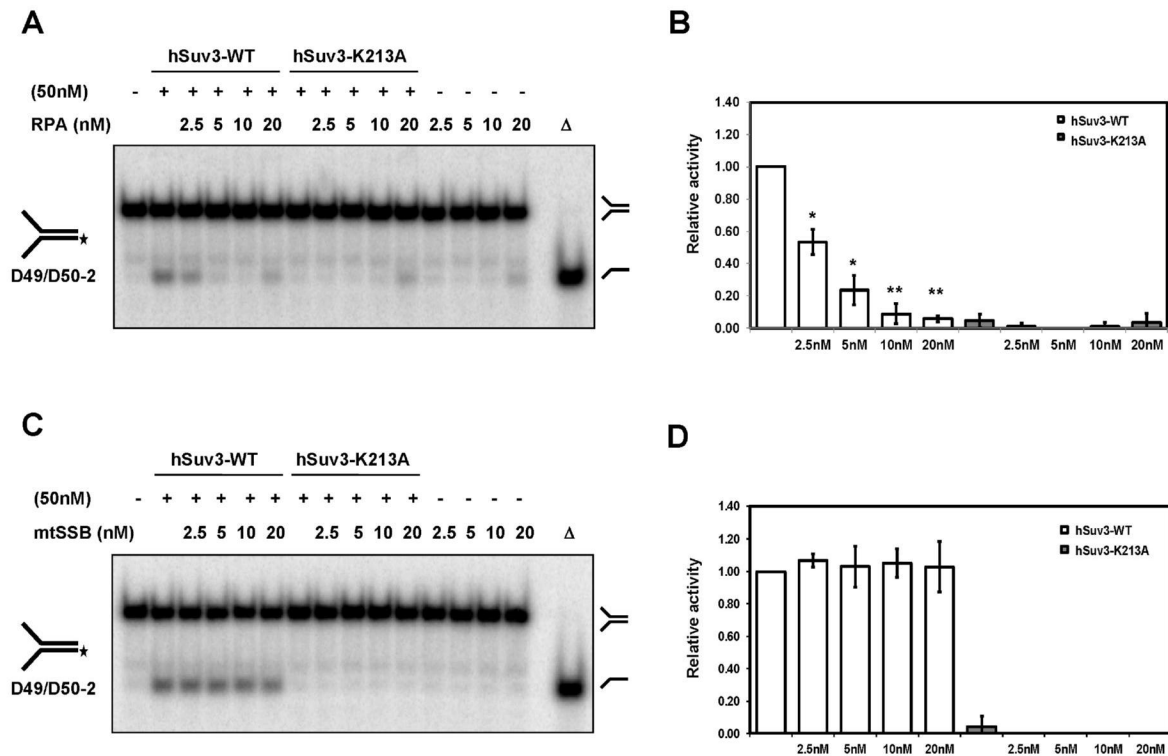 A
hSuv3-WT hSuv3-K213A
(50nM) - + + + + + + + + + + - - - -
RPA (nM) 2.5 5 10 20 2.5 5 10 20 2.5 5 10 20 Δ
D49/D50-2
B
1.40
1.20
1.00
0.80
0.60
0.40
0.20
0.00
Relative activity
hSuv3-WT
hSuv3-K213A
* * ** **
2.5nM 5nM 10nM 20nM 2.5nM 5nM 10nM 20nM
C
hSuv3-WT hSuv3-K213A
(50nM) - + + + + + + + + + + - - - -
mtSSB (nM) 2.5 5 10 20 2.5 5 10 20 2.5 5 10 20 Δ
D49/D50-2
D
1.40
1.20
1.00
0.80
0.60
0.40
0.20
0.00
Relative activity
hSuv3-WT
hSuv3-K213A
2.5nM 5nM 10nM 20nM 2.5nM 5nM 10nM 20nM